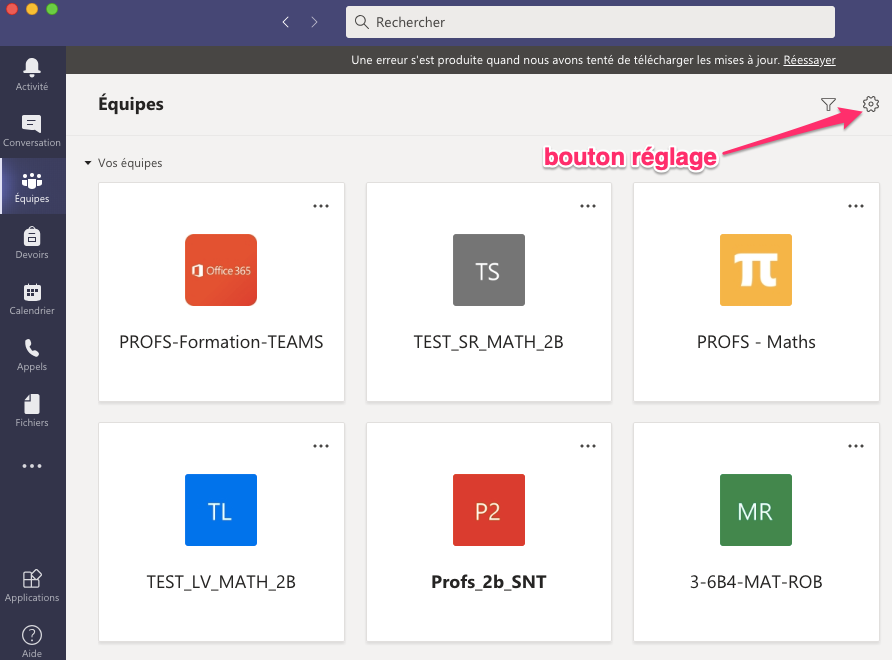 Rechercher
Une erreur s'est produite quand nous avons tenté de télécharger les mises à jour. Réessayer
Activité
Conversation
Équipes
Devoirs
Calendrier
Appels
Fichiers
Applications
Aide
Équipes
bouton réglage
Vos équipes
Office 365
PROFS-Formation-TEAMS
TS
TEST_SR_MATH_2B
π
PROFS - Maths
TL
TEST_LV_MATH_2B
P2
Profs_2b_SNT
MR
3-6B4-MAT-ROB